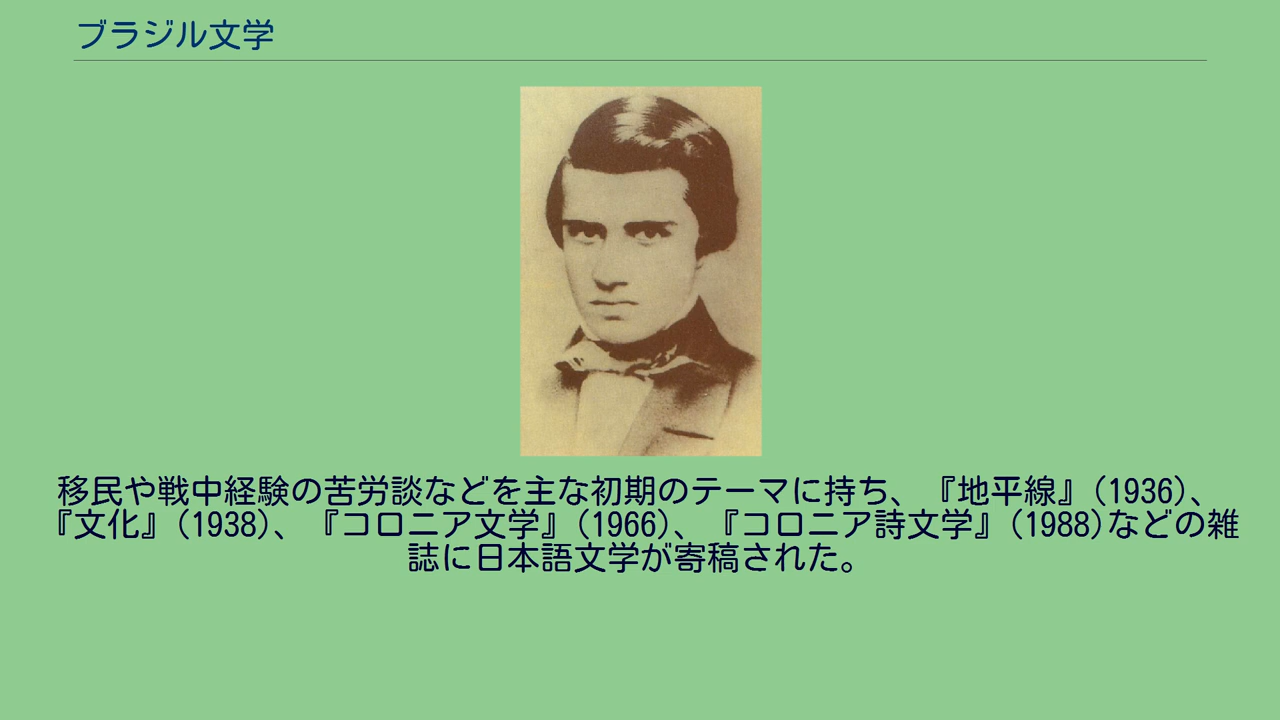 ブラジル文学
移民や戦中経験の苦労談などを主な初期のテーマに持ち、『地平線』(1936)、
『文化』(1938)、『コロニア文学』(1966)、『コロニア詩文学』(1988)などの雑
誌に日本語文学が寄稿された。